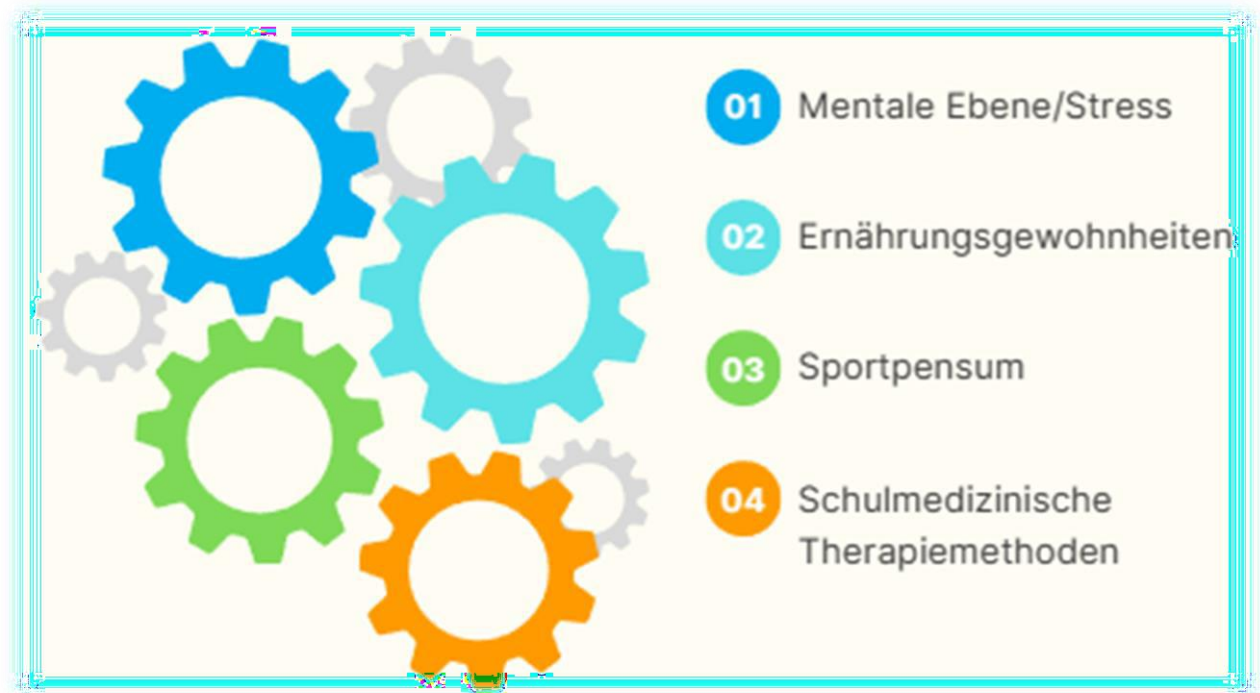 01 Mentale Ebene/Stress
02 Ernährungsgewohnheiten
03 Sportpensum
04 Schulmedizinische
Therapiemethoden